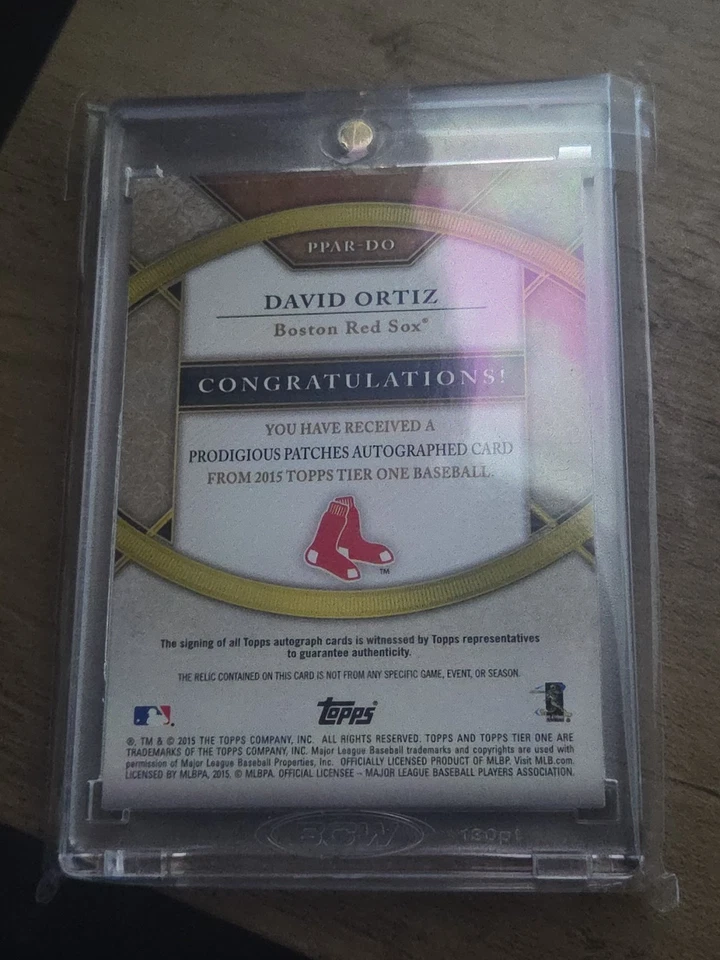 PPAR-DO
DAVID ORTIZ
Boston Red Sox®
CONGRATULATIONS!
YOU HAVE RECEIVED A
PRODIGIOUS PATCHES AUTOGRAPHED CARD
FROM 2015 TOPPS TIER ONE BASEBALL.
TM
The signing of all Topps autograph cards is witnessed by Topps representatives
to guarantee authenticity.
THE RELIC CONTAINED ON THIS CARD IS NOT FROM ANY SPECIFIC GAME, EVENT, OR SEASON.
Topps®
®, TM & © 2015 THE TOPPS COMPANY, INC. ALL RIGHTS RESERVED. TOPPS AND TOPPS TIER ONE ARE
TRADEMARKS OF THE TOPPS COMPANY, INC. Major League Baseball trademarks and copyrights are used with
permission of Major League Baseball Properties, Inc. OFFICIALLY LICENSED PRODUCT OF MLBP. Visit MLB.com.
LICENSED BY MLBPA, 2015. © MLBPA. OFFICIAL LICENSEE – MAJOR LEAGUE BASEBALL PLAYERS ASSOCIATION.
BCW 130pt